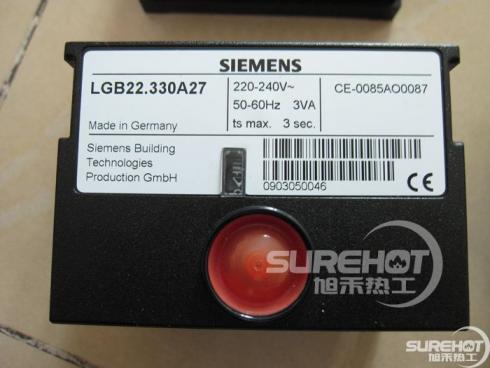 SIEMENS
LGB22.330A27
220-240V~
CE-0085AO0087
50-60Hz 3VA
Made in Germany
ts max. 3 sec.
Siemens Building
Technologies
Production GmbH
0903050046
CE
SUREHOT
旭禾热工
SUREHOT
旭禾热工